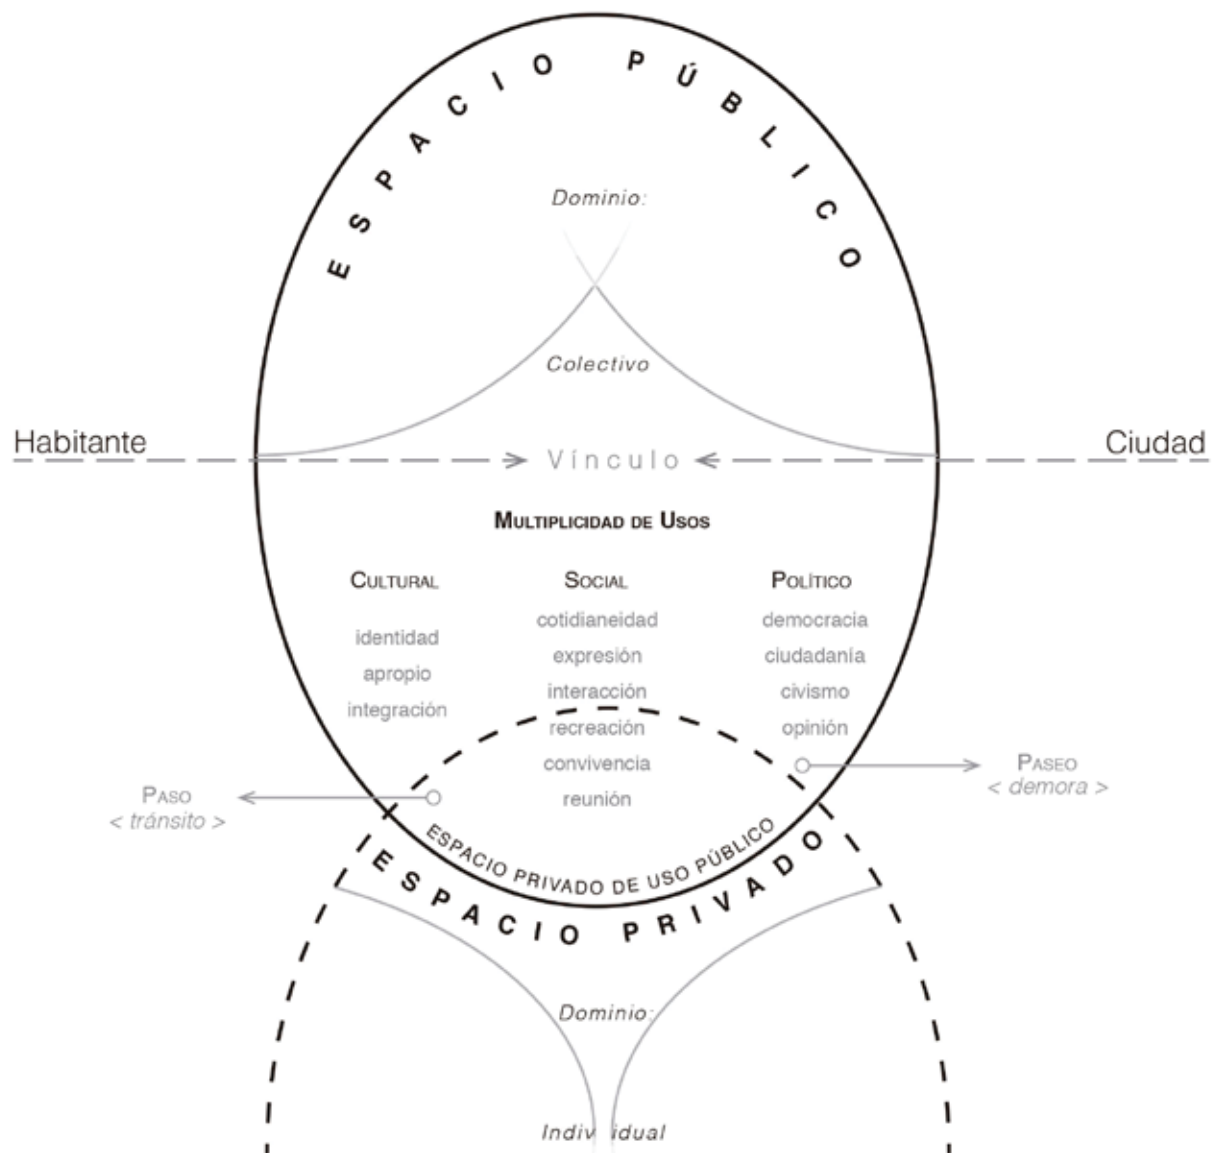 ESPACIO PÚBLICO
Dominio:
Colectivo
Habitante
Vínculo
Ciudad
MULTIPLICIDAD DE USOS
CULTURAL
identidad
apropio
integración
SOCIAL
cotidianeidad
expresión
interacción
recreación
convivencia
reunión
POLÍTICO
democracia
ciudadanía
civismo
opinión
PASO
< tránsito >
PASEO
< demora >
ESPACIO PRIVADO DE USO PÚBLICO
ESPACIO PRIVADO
Dominio:
Individual